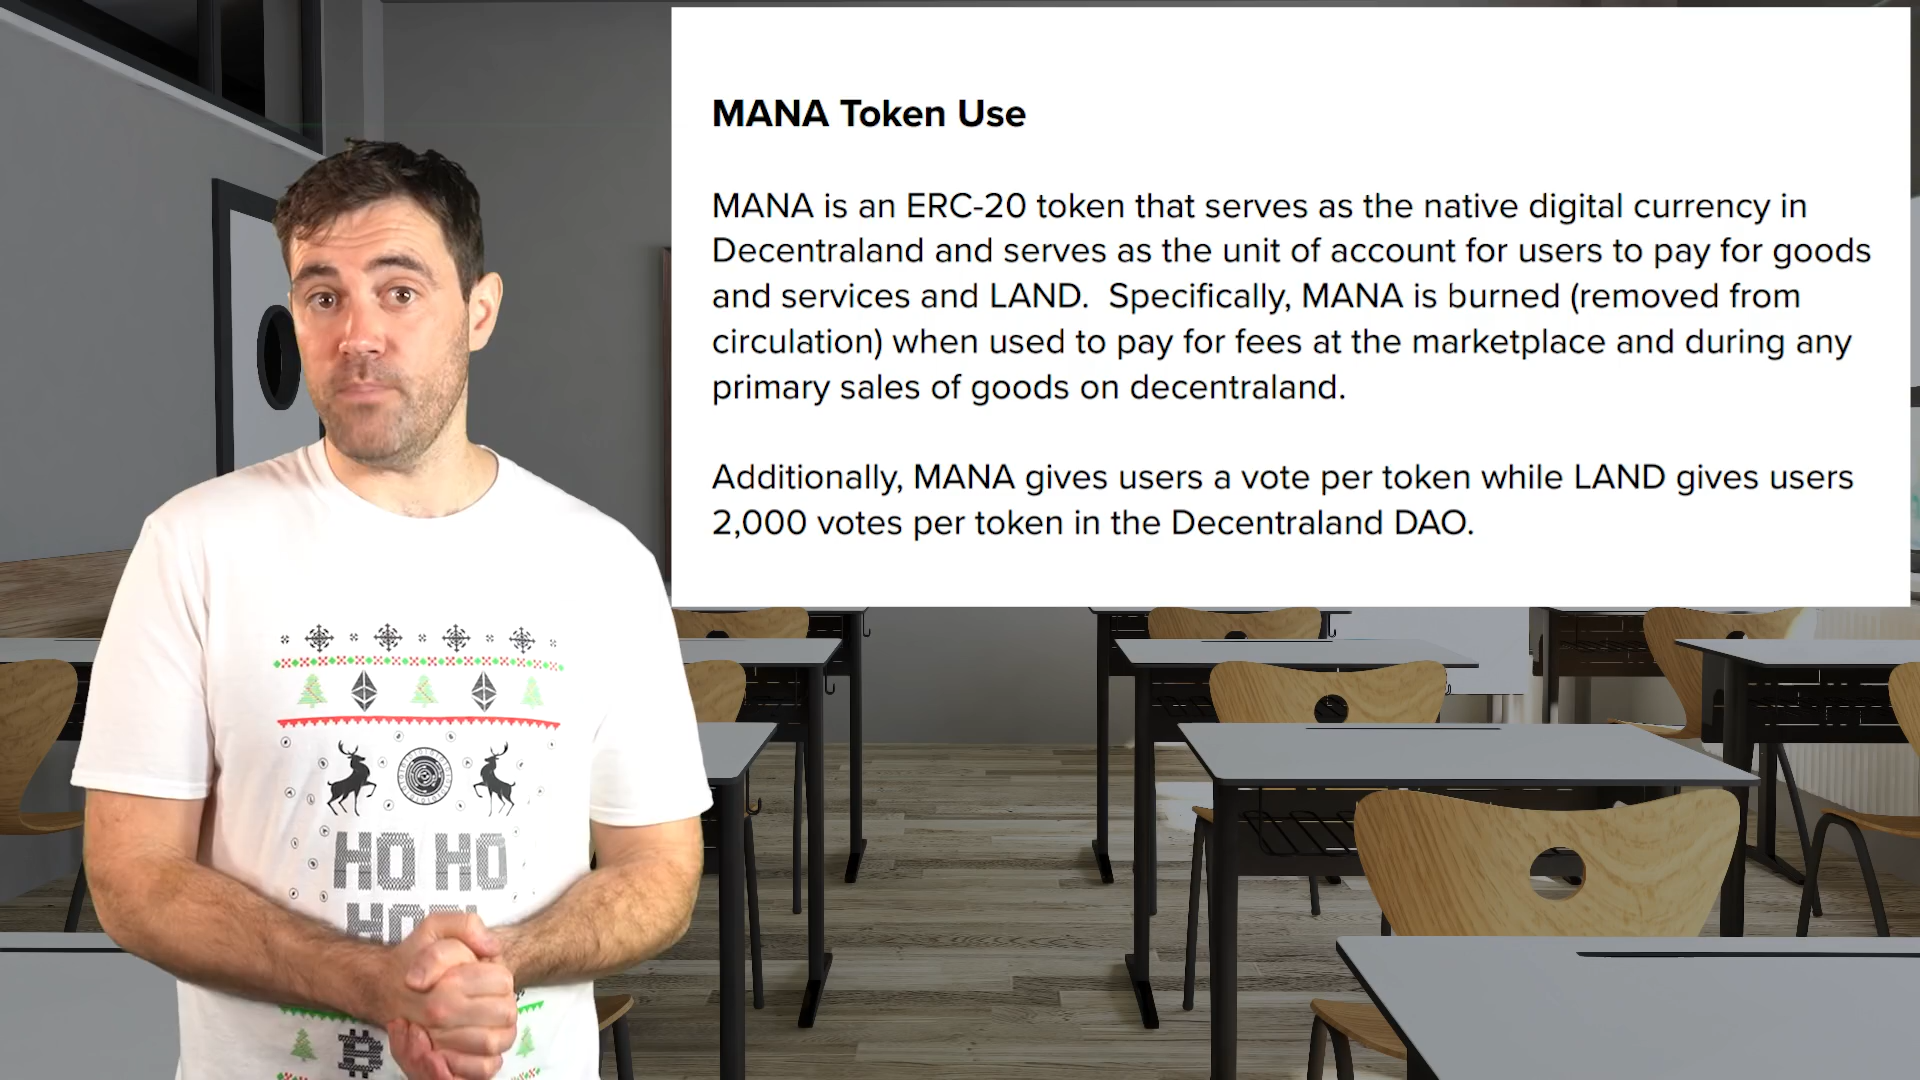 MANA Token Use
MANA is an ERC-20 token that serves as the native digital currency in
Decentraland and serves as the unit of account for users to pay for goods
and services and LAND.  Specifically, MANA is burned (removed from
circulation) when used to pay for fees at the marketplace and during any
primary sales of goods on decentraland.
Additionally, MANA gives users a vote per token while LAND gives users
2,000 votes per token in the Decentraland DAO.
HO HO